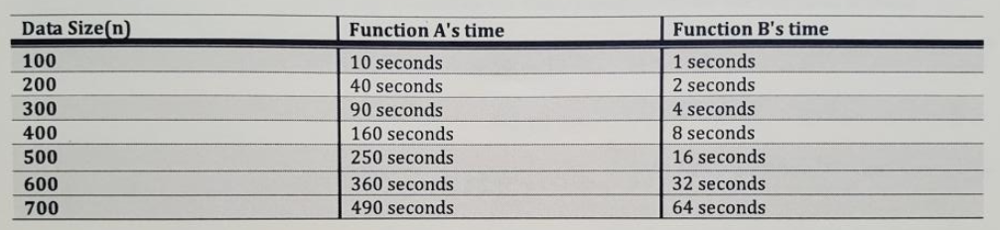 Data Size(n) Function A's time Function B's time
100 10 seconds 1 seconds
200 40 seconds 2 seconds
300 90 seconds 4 seconds
400 160 seconds 8 seconds
500 250 seconds 16 seconds
600 360 seconds 32 seconds
700 490 seconds 64 seconds